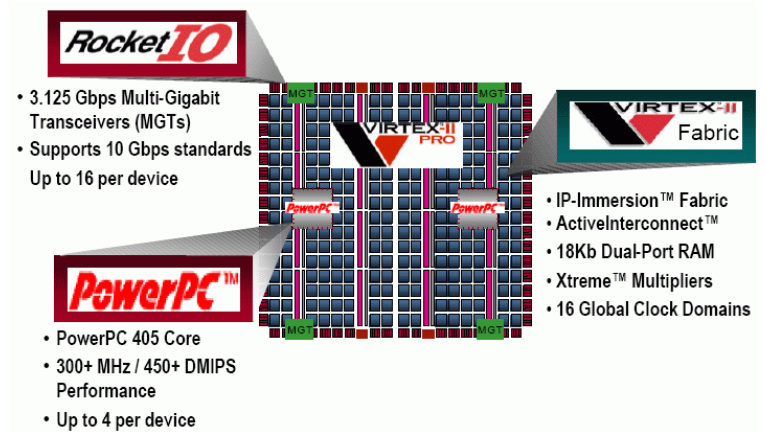 RocketIO
• 3.125 Gbps Multi-Gigabit
Transceivers (MGTs)
• Supports 10 Gbps standards
Up to 16 per device
MGT
MGT
VIRTEX-II
PRO
PowerPC
PowerPC
MGT
MGT
VIRTEX-II
Fabric
• IP-Immersion™ Fabric
• ActiveInterconnect™
• 18Kb Dual-Port RAM
• Xtreme™ Multipliers
• 16 Global Clock Domains
PowerPC™
• PowerPC 405 Core
• 300+ MHz / 450+ DMIPS
Performance
• Up to 4 per device